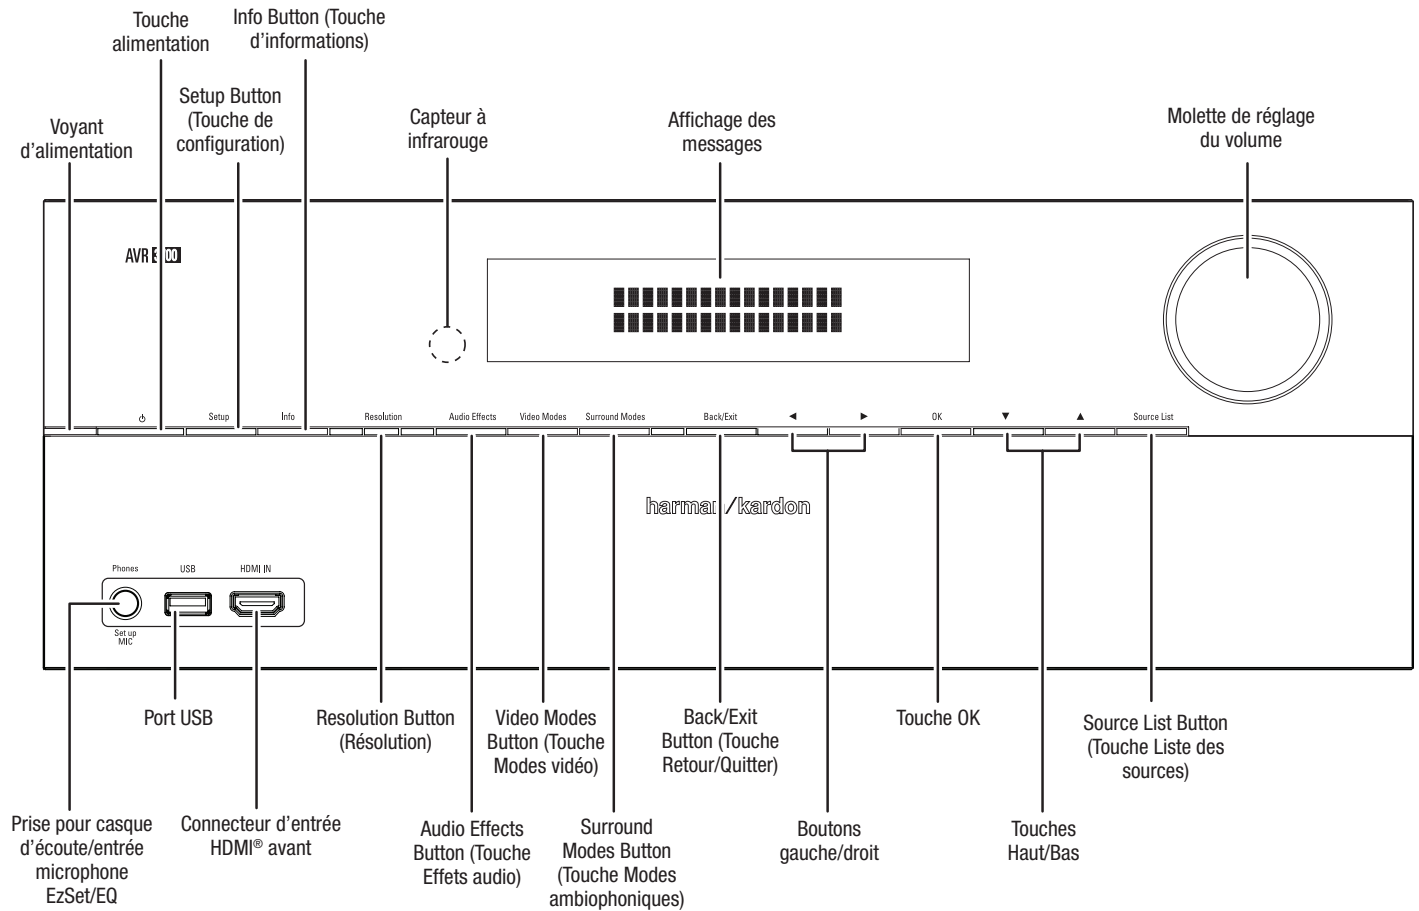 Touche
alimentation
Info Button (Touche
d'informations)
Setup Button
(Touche de
configuration)
Voyant
d'alimentation
Capteur à
infrarouge
Affichage des
messages
Molette de réglage
du volume
AVR
Setup
Info
Resolution
Audio Effects
Video Modes
Surround Modes
Back/Exit
OK
Source List
harman/kardon
Phones
USB
HDMI IN
Set up
MIC
Port USB
Resolution Button
(Résolution)
Video Modes
Button (Touche
Modes vidéo)
Back/Exit
Button (Touche
Retour/Quitter)
Touche OK
Source List Button
(Touche Liste des
sources)
Prise pour casque
d'écoute/entrée
microphone
EzSet/EQ
Connecteur d'entrée
HDMI® avant
Audio Effects
Button (Touche
Effets audio)
Surround
Modes Button
(Touche Modes
ambiophoniques)
Boutons
gauche/droit
Touches
Haut/Bas